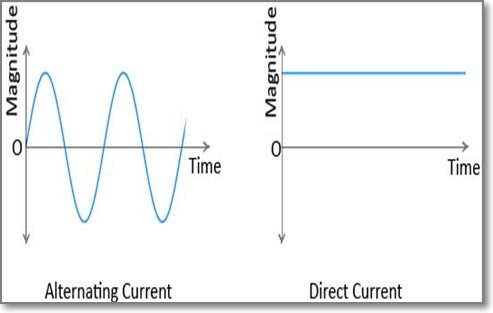 Magnitude
0
Time
Alternating Current
Magnitude
0
Time
Direct Current